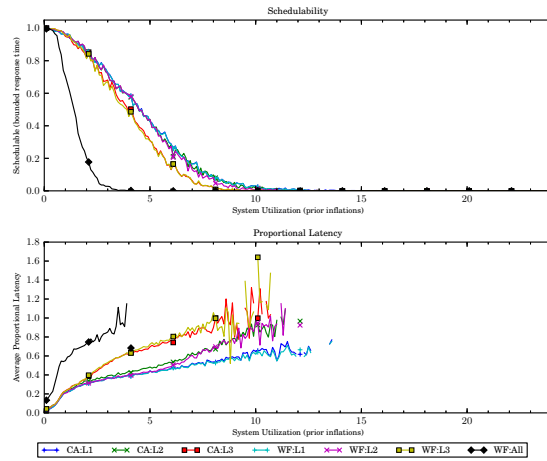 Schedulability
1.0
0.8
0.6
0.4
0.2
0.0
Schedulable (bounded response time)
0 5 10 15 20
System Utilization (prior inflations)
Proportional Latency
1.8
1.6
1.4
1.2
1.0
0.8
0.6
0.4
0.2
0.0
Average Proportional Latency
0 5 10 15 20
System Utilization (prior inflations)
CA:L1 CA:L2 CA:L3 WF:L1 WF:L2 WF:L3 WF:All